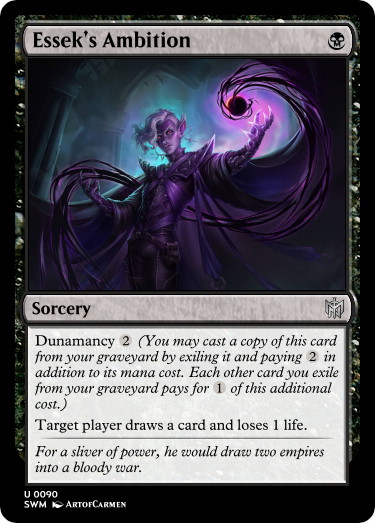 Essek's Ambition
Sorcery
Dunamancy 2 (You may cast a copy of this card
from your graveyard by exiling it and paying 2 in
addition to its mana cost. Each other card you exile
from your graveyard pays for 1 of this additional
cost.)
Target player draws a card and loses 1 life.
For a sliver of power, he would draw two empires
into a bloody war.
U 0090
SWM ArtofCarmen